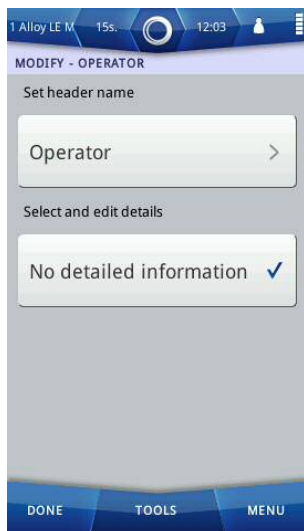 1 Alloy LE M 15s. 12:03
MODIFY - OPERATOR
Set header name
Operator
Select and edit details
No detailed information
DONE TOOLS MENU